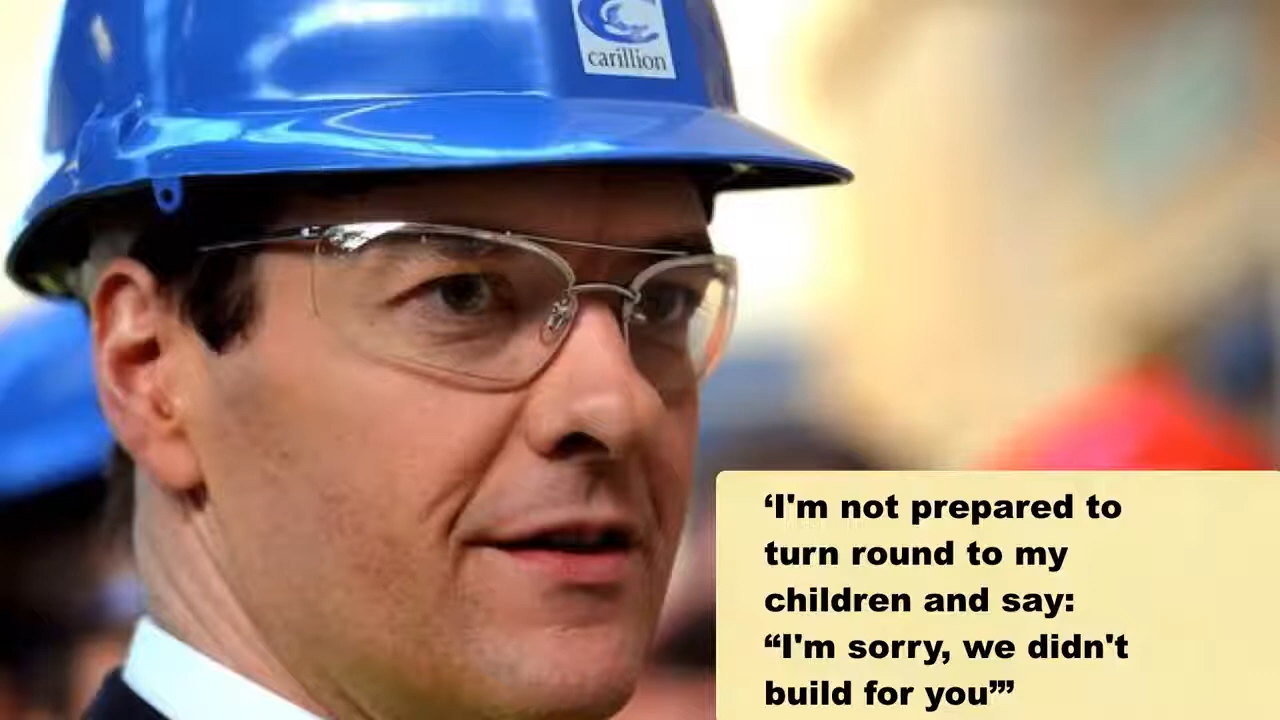 carillion
‘I'm not prepared to
turn round to my
children and say:
“I'm sorry, we didn't
build for you”’